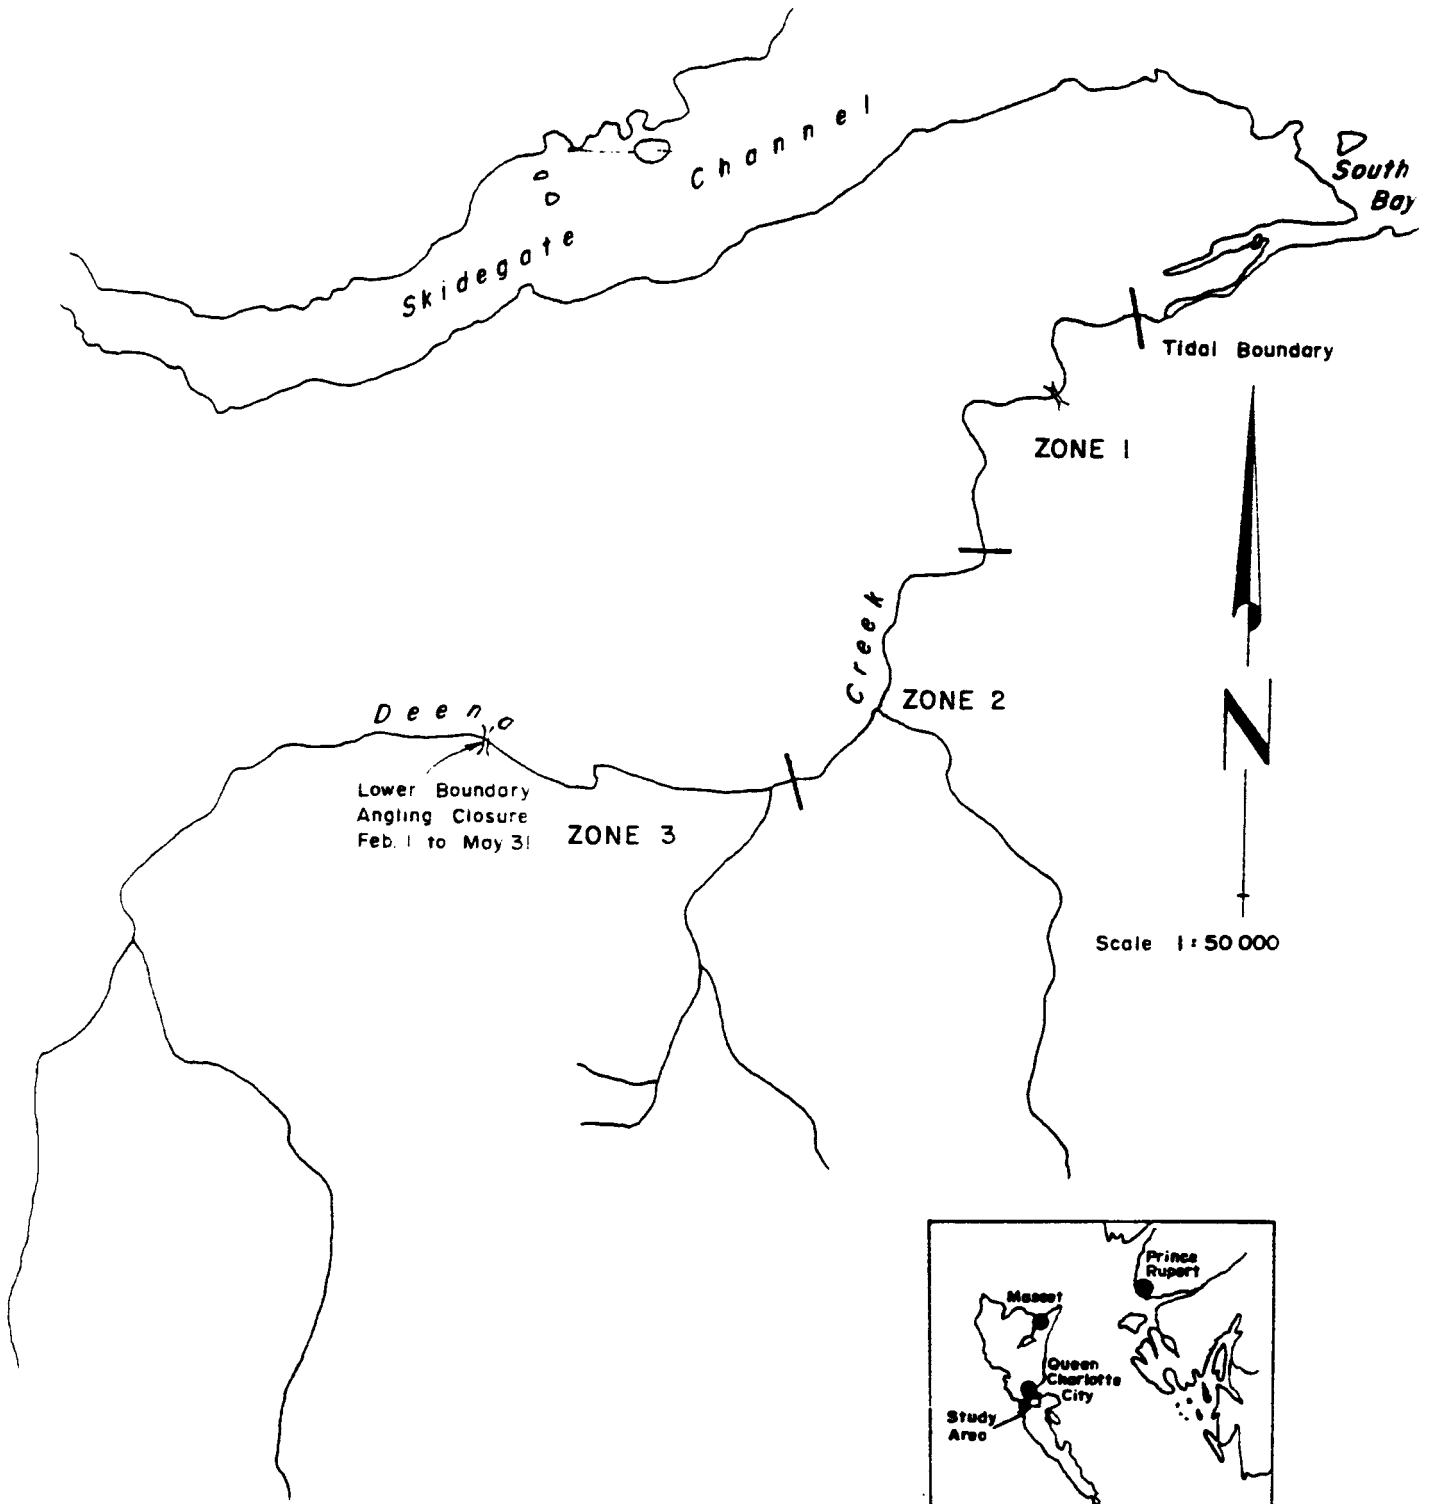 Skidegate Channel
South
Bay
Tidal Boundary
ZONE 1
Creek
ZONE 2
Deena
Lower Boundary
Angling Closure
Feb. 1 to May 31
ZONE 3
N
Scale 1:50 000
Prince
Rupert
Masset
Queen
Charlotte
City
Study
Area